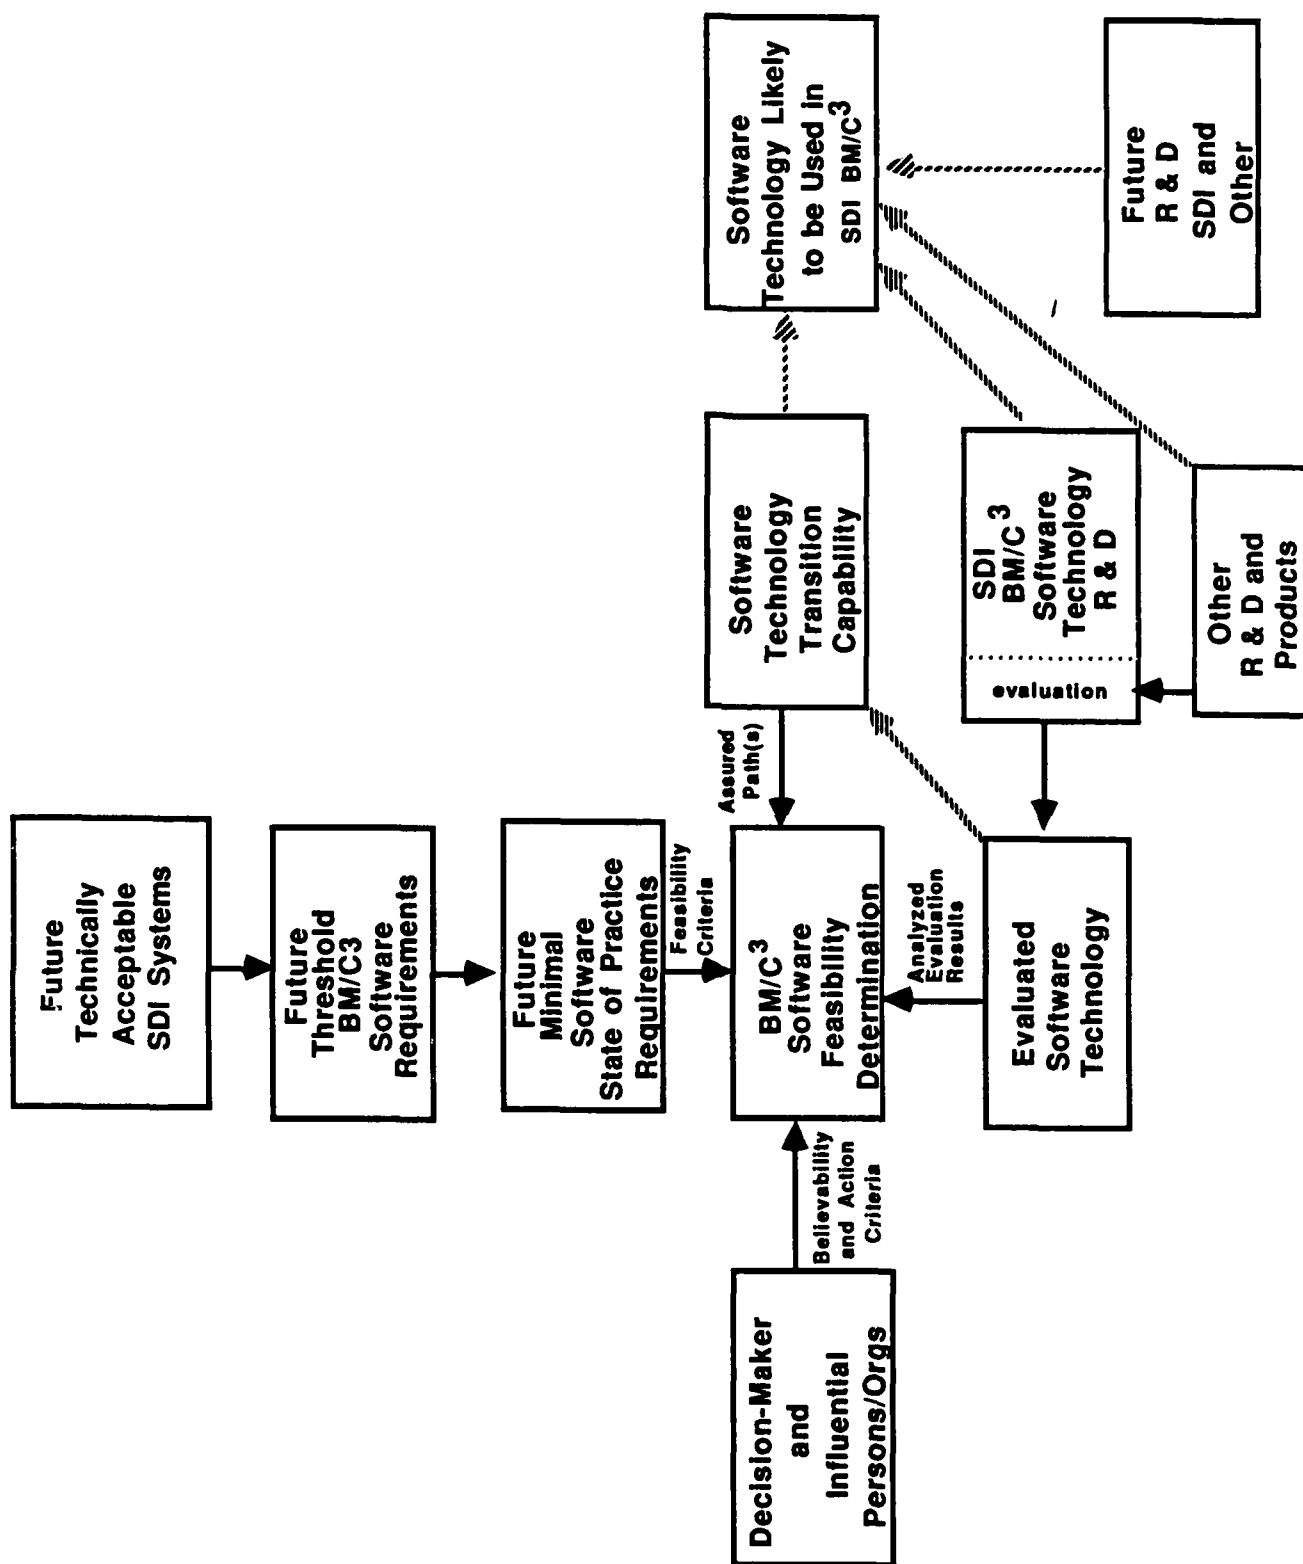 Future
Technically
Acceptable
SDI Systems
Future
Threshold
BM/C3
Software
Requirements
Future
Minimal
Software
State of Practice
Requirements
Feasibility
Criteria
Decision-Maker
and
Influential
Persons/Orgs
Believability
and Action
Criteria
BM/C³
Software
Feasibility
Determination
Assured
Path(s)
Software
Technology
Transition
Capability
Software
Technology Likely
to be Used in
SDI BM/C³
Analyzed
Evaluation
Results
Evaluated
Software
Technology
evaluation
SDI
BM/C³
Software
Technology
R & D
Future
R & D
SDI and
Other
Other
R & D and
Products